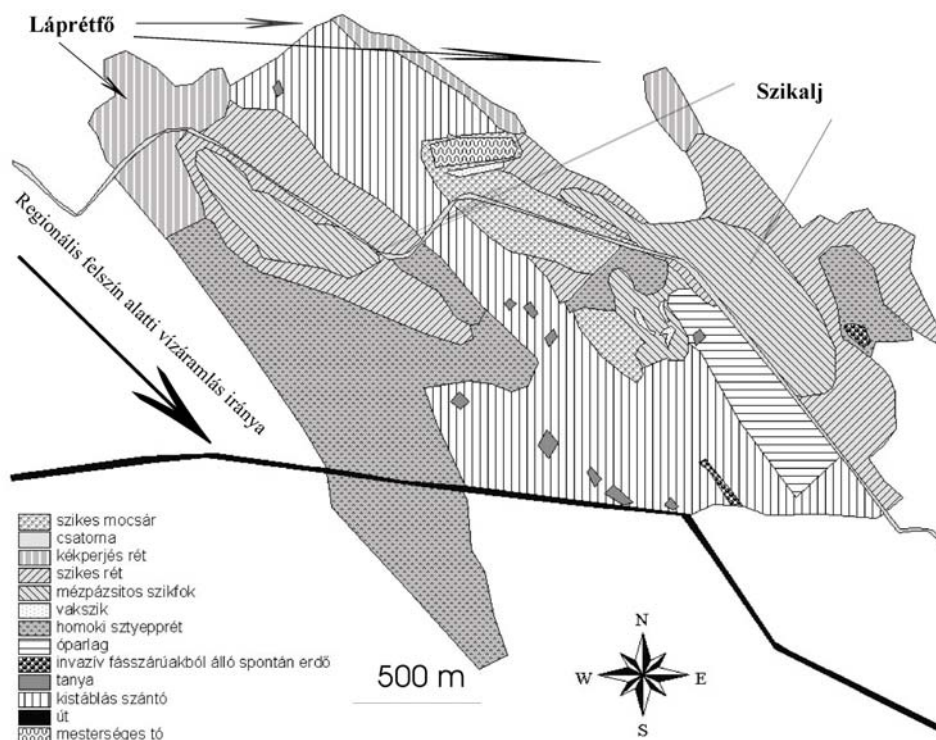 Láprétfő
Szikalj
Regionális felszín alatti vízáramlás iránya
szikes mocsár
csatorna
kékperjés rét
szikes rét
mézpázsitos szikfok
vakszik
homoki sztyepprét
óparlag
invazív fásszárúakból álló spontán erdő
tanya
kistáblás szántó
út
mesterséges tó
500 m
N
W E
S